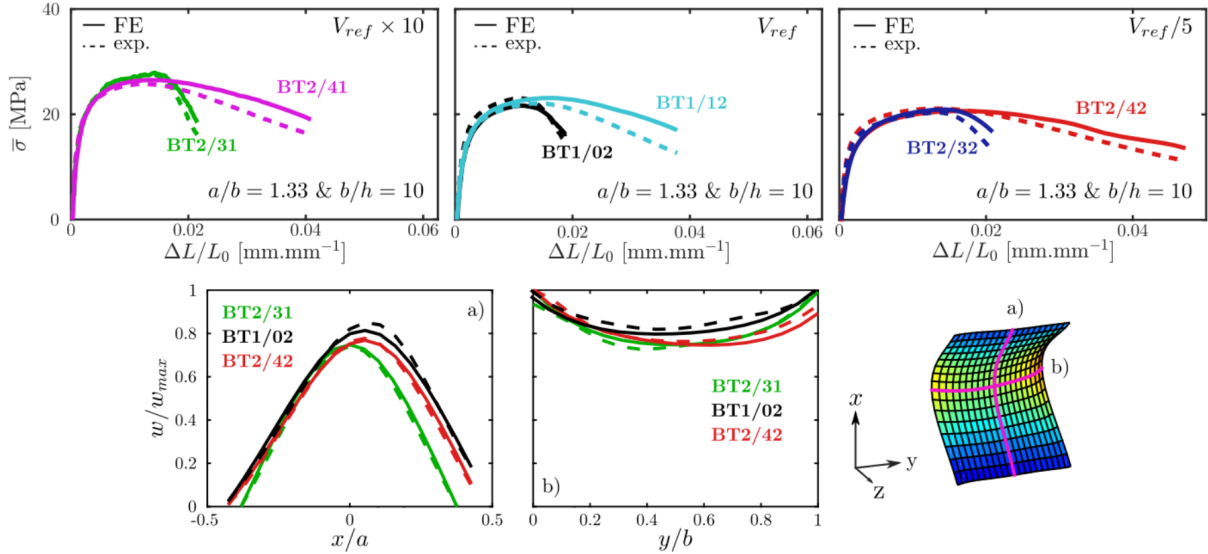 FE
exp.
V_ref × 10
BT2/41
BT2/31
a/b = 1.33 & b/h = 10
σ̅ [MPa]
40
20
0
0
0.02
0.04
0.06
ΔL/L₀ [mm.mm⁻¹]
FE
exp.
V_ref
BT1/12
BT1/02
a/b = 1.33 & b/h = 10
0
0.02
0.04
0.06
ΔL/L₀ [mm.mm⁻¹]
FE
exp.
V_ref/5
BT2/42
BT2/32
a/b = 1.33 & b/h = 10
0
0.02
0.04
ΔL/L₀ [mm.mm⁻¹]
BT2/31
BT1/02
BT2/42
a)
w/w_max
1
0.8
0.6
0.4
0.2
0
-0.5
0
0.5
x/a
BT2/31
BT1/02
BT2/42
b)
0
0.2
0.4
0.6
0.8
1
y/b
a)
b)
x
y
z